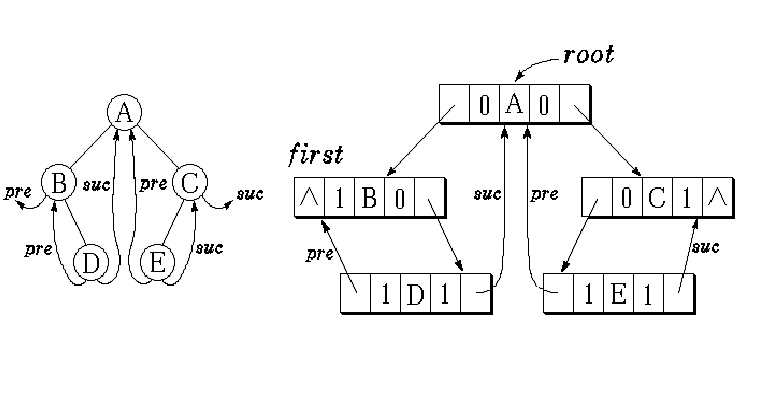 root
0 A 0
A
first
B
suc
pre
C
pre
suc
^ 1 B 0
suc
pre
0 C 1 ^
pre
D
E
suc
pre
suc
1 D 1
1 E 1